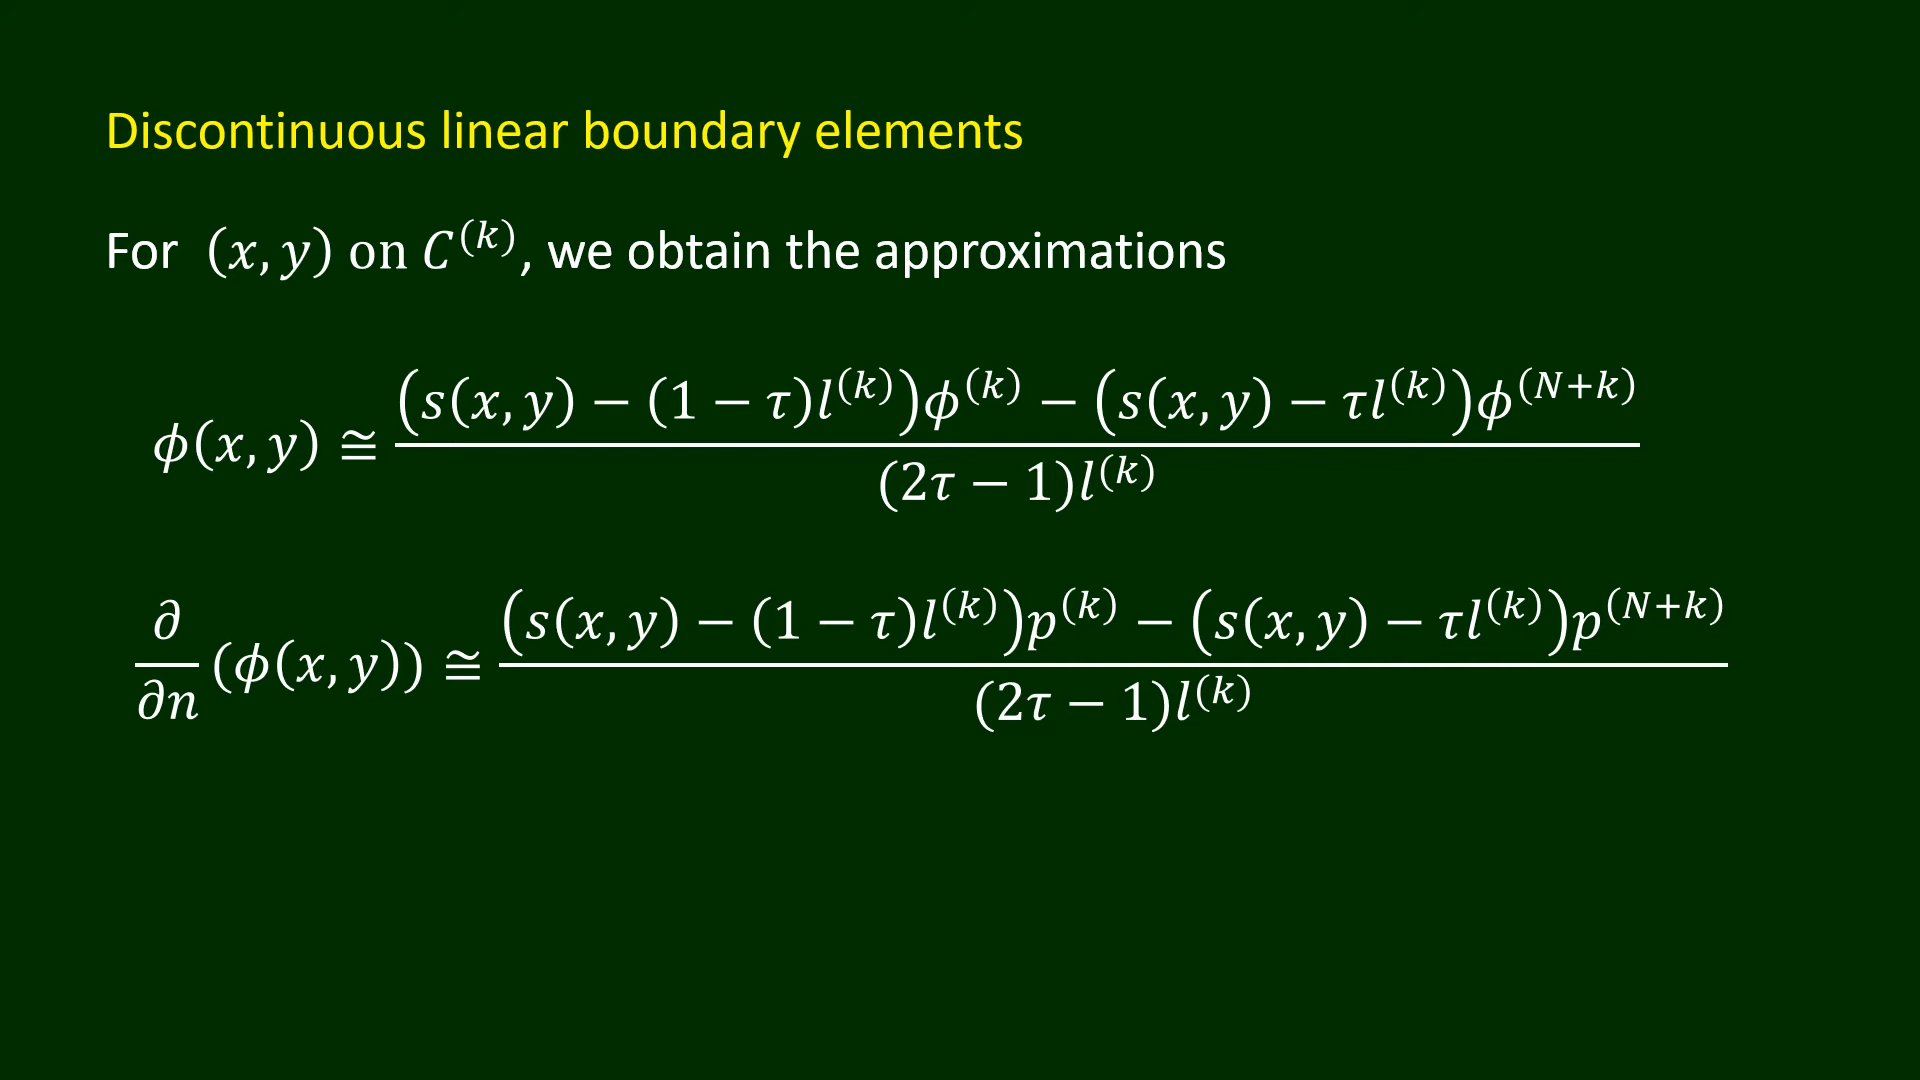 Discontinuous linear boundary elements
For (x, y) on C^(k), we obtain the approximations
ϕ(x, y) ≅ ((s(x, y) − (1 − τ)l^(k))ϕ^(k) − (s(x, y) − τl^(k))ϕ^(N+k)) / ((2τ − 1)l^(k))
∂/∂n (ϕ(x, y)) ≅ ((s(x, y) − (1 − τ)l^(k))p^(k) − (s(x, y) − τl^(k))p^(N+k)) / ((2τ − 1)l^(k))